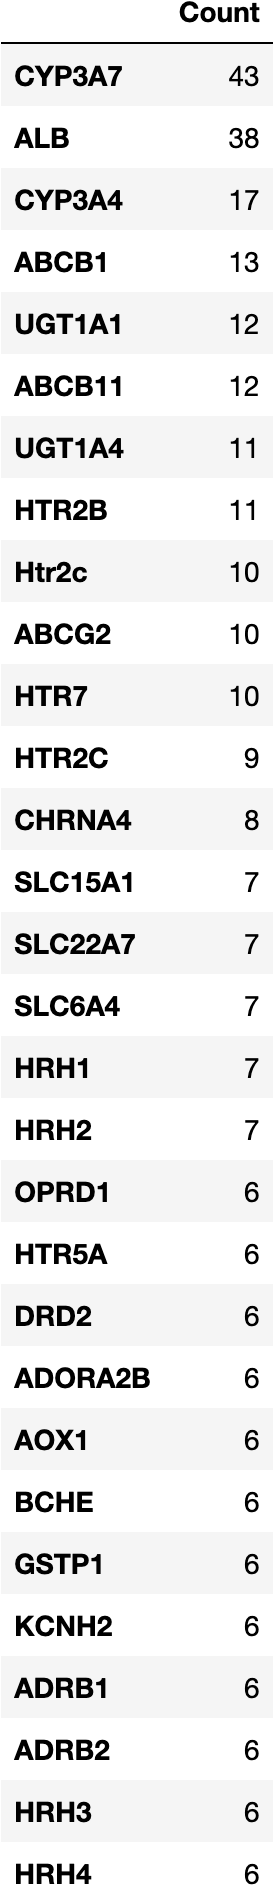 Count
CYP3A7 43
ALB 38
CYP3A4 17
ABCB1 13
UGT1A1 12
ABCB11 12
UGT1A4 11
HTR2B 11
Htr2c 10
ABCG2 10
HTR7 10
HTR2C 9
CHRNA4 8
SLC15A1 7
SLC22A7 7
SLC6A4 7
HRH1 7
HRH2 7
OPRD1 6
HTR5A 6
DRD2 6
ADORA2B 6
AOX1 6
BCHE 6
GSTP1 6
KCNH2 6
ADRB1 6
ADRB2 6
HRH3 6
HRH4 6